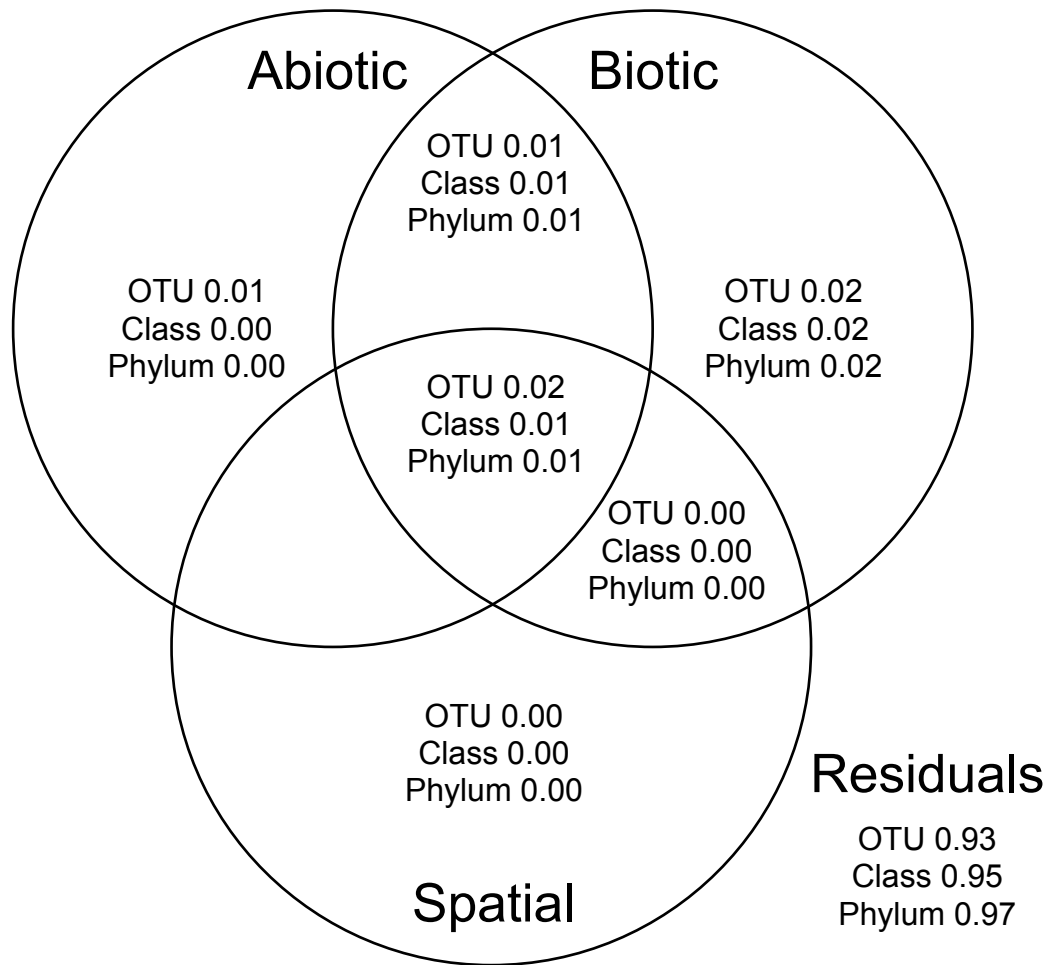 Abiotic
Biotic
OTU 0.01
Class 0.01
Phylum 0.01
OTU 0.01
Class 0.00
Phylum 0.00
OTU 0.02
Class 0.02
Phylum 0.02
OTU 0.02
Class 0.01
Phylum 0.01
OTU 0.00
Class 0.00
Phylum 0.00
OTU 0.00
Class 0.00
Phylum 0.00
Residuals
OTU 0.93
Class 0.95
Phylum 0.97
Spatial